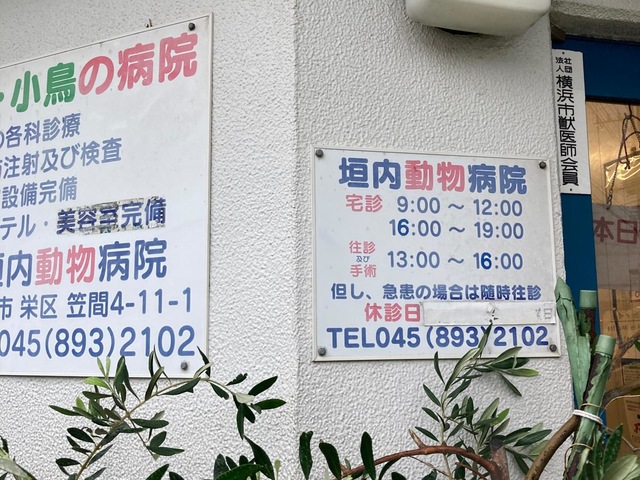 ・小鳥の病院
の各科診療
防注射及び検査
設備完備
テル・美容室完備
垣内動物病院
市 栄区 笠間4-11-1
045(893)2102
垣内動物病院
宅診 9:00 ～ 12:00
16:00 ～ 19:00
往診及び手術 13:00 ～ 16:00
但し、急患の場合は随時往診
休診日
日
TEL045(893)2102
社団法人 横浜市獣医師会員
本日